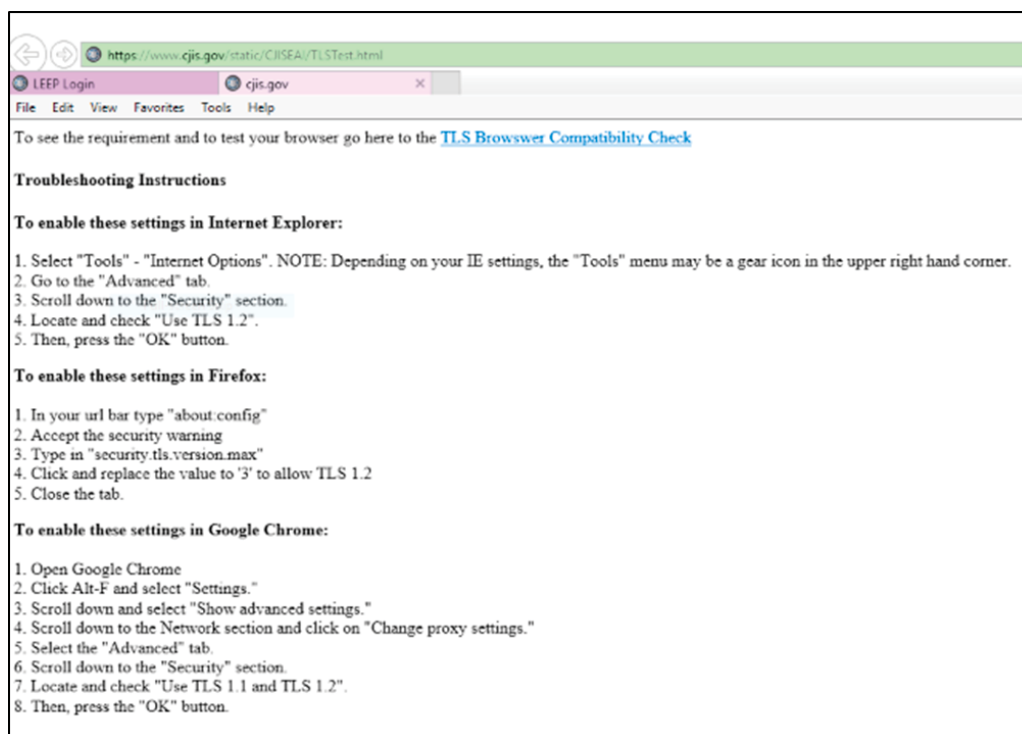 https://www.cjis.gov/static/CJISEAI/TLSTest.html
LEEP Login
cjis.gov
File Edit View Favorites Tools Help
To see the requirement and to test your browser go here to the TLS Browswer Compatibility Check
Troubleshooting Instructions
To enable these settings in Internet Explorer:
1. Select "Tools" - "Internet Options". NOTE: Depending on your IE settings, the "Tools" menu may be a gear icon in the upper right hand corner.
2. Go to the "Advanced" tab.
3. Scroll down to the "Security" section.
4. Locate and check "Use TLS 1.2".
5. Then, press the "OK" button.
To enable these settings in Firefox:
1. In your url bar type "about:config"
2. Accept the security warning
3. Type in "security.tls.version.max"
4. Click and replace the value to '3' to allow TLS 1.2
5. Close the tab.
To enable these settings in Google Chrome:
1. Open Google Chrome
2. Click Alt-F and select "Settings."
3. Scroll down and select "Show advanced settings."
4. Scroll down to the Network section and click on "Change proxy settings."
5. Select the "Advanced" tab.
6. Scroll down to the "Security" section.
7. Locate and check "Use TLS 1.1 and TLS 1.2".
8. Then, press the "OK" button.